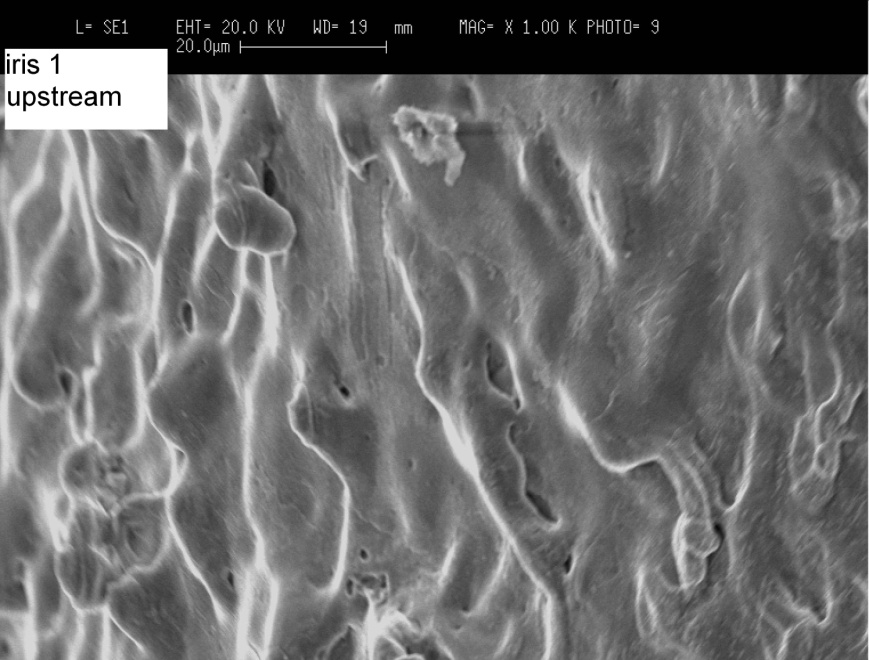 L= SE1 EHT= 20.0 KV WD= 19 mm MAG= X 1.00 K PHOTO= 9
20.0µm
iris 1
upstream